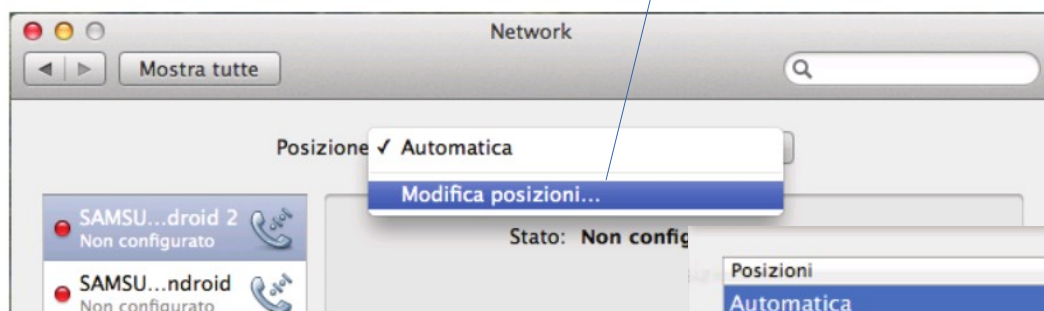 Network
Mostra tutte
Posizione ✓ Automatica
Modifica posizioni...
SAMSU...droid 2
Non configurato
Stato: Non config
SAMSU...ndroid
Non configurato
Posizioni
Automatica